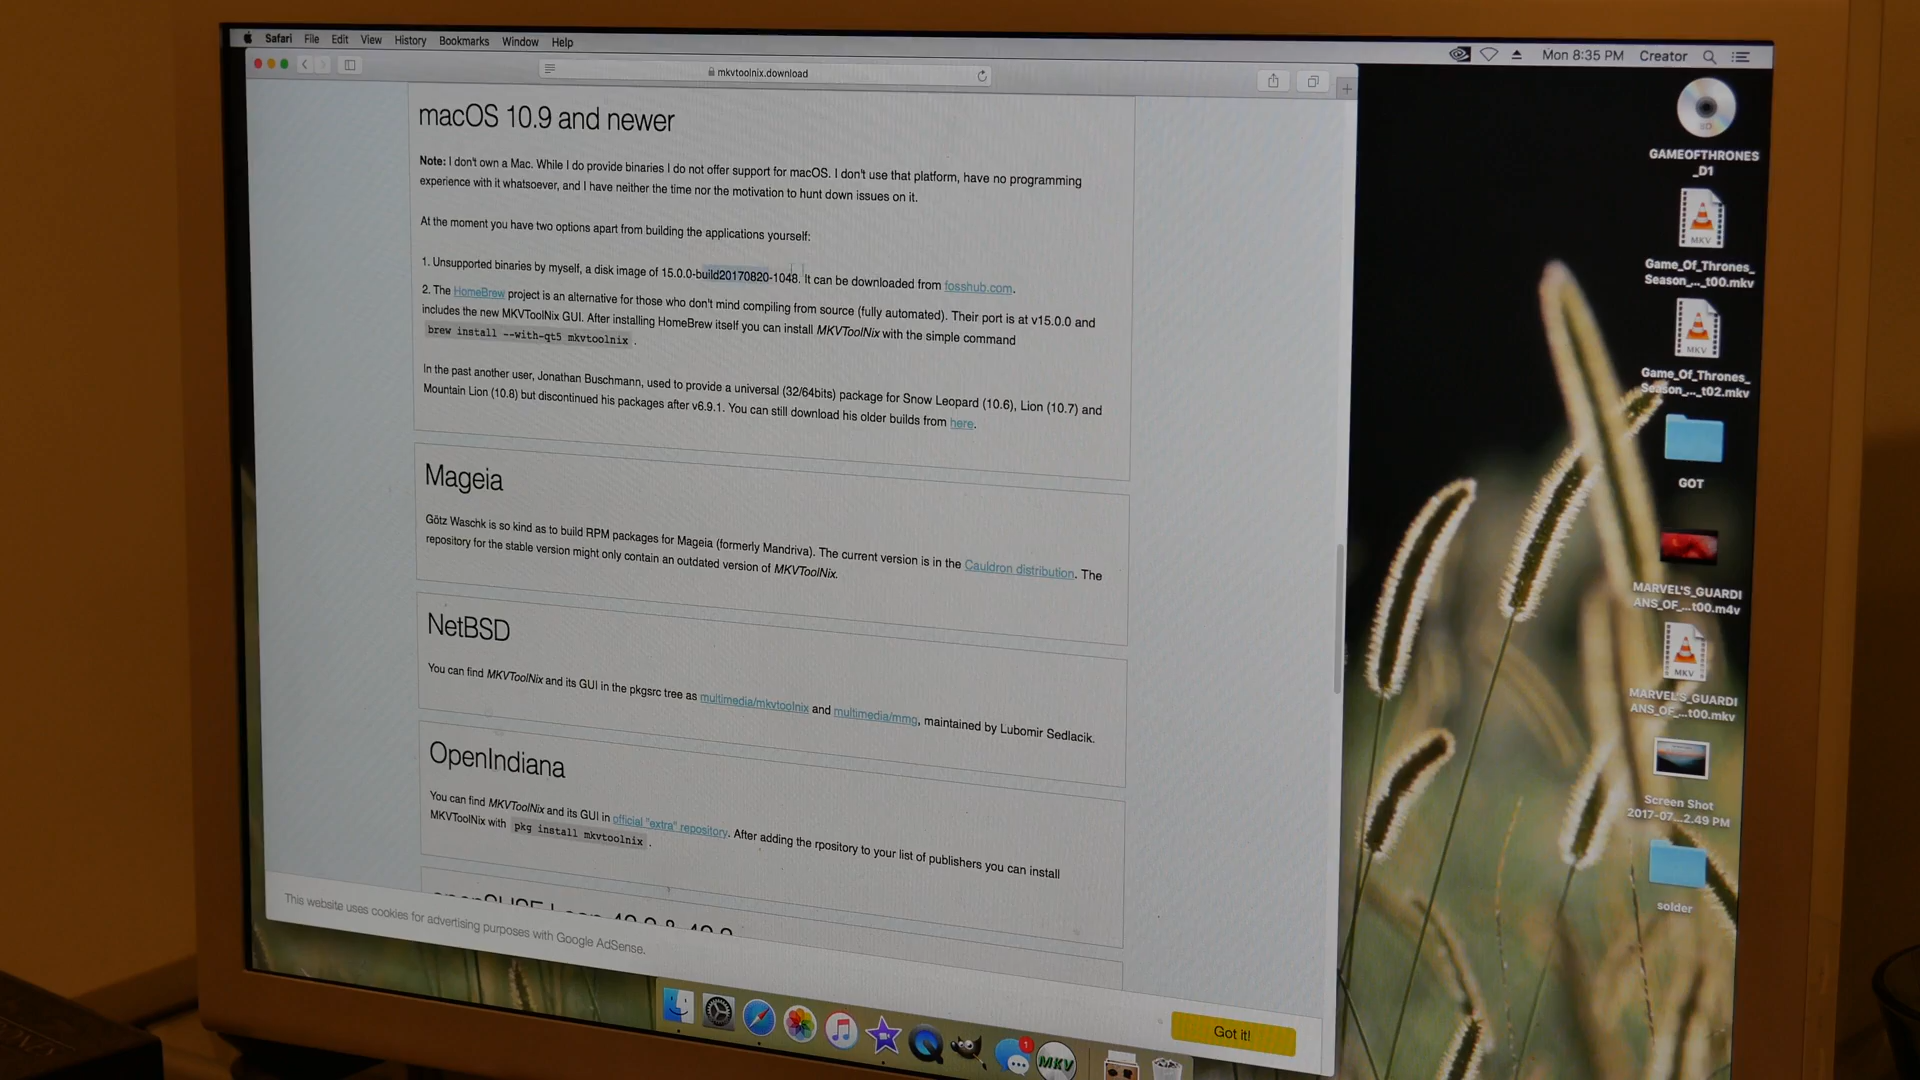 Safari File Edit View History Bookmarks Window Help
Mon 8:35 PM Creator
mkvtoolnix.download
macOS 10.9 and newer
Note: I don't own a Mac. While I do provide binaries I do not offer support for macOS. I don't use that platform, have no programming
experience with it whatsoever, and I have neither the time nor the motivation to hunt down issues on it.
At the moment you have two options apart from building the applications yourself:
1. Unsupported binaries by myself, a disk image of 15.0.0-build20170820-1048. It can be downloaded from fosshub.com.
2. The HomeBrew project is an alternative for those who don't mind compiling from source (fully automated). Their port is at v15.0.0 and
includes the new MKVToolNix GUI. After installing HomeBrew itself you can install MKVToolNix with the simple command
brew install --with-qt5 mkvtoolnix .
In the past another user, Jonathan Buschmann, used to provide a universal (32/64bits) package for Snow Leopard (10.6), Lion (10.7) and
Mountain Lion (10.8) but discontinued his packages after v6.9.1. You can still download his older builds from here.
Mageia
Götz Waschk is so kind as to build RPM packages for Mageia (formerly Mandriva). The current version is in the Cauldron distribution. The
repository for the stable version might only contain an outdated version of MKVToolNix.
NetBSD
You can find MKVToolNix and its GUI in the pkgsrc tree as multimedia/mkvtoolnix and multimedia/mmg, maintained by Lubomir Sedlacik.
OpenIndiana
You can find MKVToolNix and its GUI in official "extra" repository. After adding the rpository to your list of publishers you can install
MKVToolNix with pkg install mkvtoolnix .
This website uses cookies for advertising purposes with Google AdSense.
Got it!
GAMEOFTHRONES
_D1
MKV
Game_Of_Thrones_
Season_..._t00.mkv
MKV
Game_Of_Thrones_
Season_..._t02.mkv
GOT
MARVEL'S_GUARDI
ANS_OF_...t00.m4v
MKV
MARVEL'S_GUARDI
ANS_OF_...t00.mkv
Screen Shot
2017-07...2.49 PM
solder
1
MKV